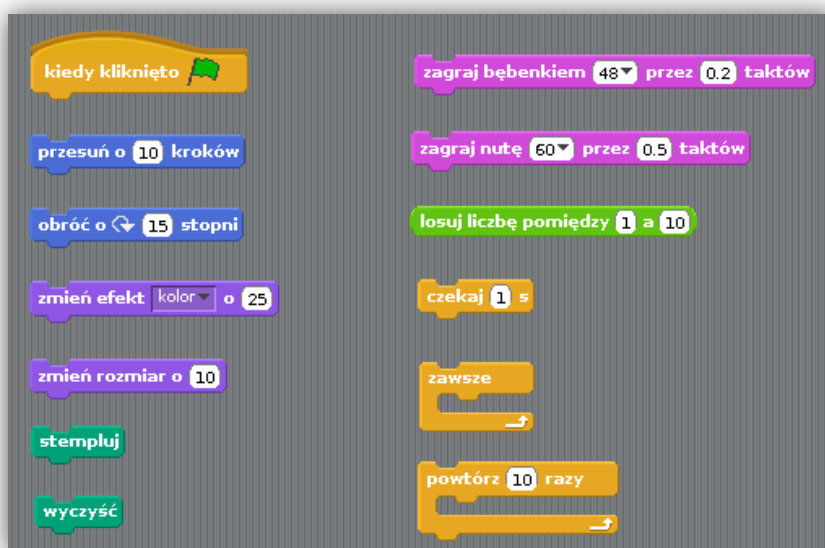 kiedy kliknięto
przesuń o 10 kroków
obróć o 15 stopni
zmień efekt kolor o 25
zmień rozmiar o 10
stempluj
wyczyść
zagraj bębenkiem 48 przez 0.2 taktów
zagraj nutę 60 przez 0.5 taktów
losuj liczbę pomiędzy 1 a 10
czekaj 1 s
zawsze
powtórz 10 razy